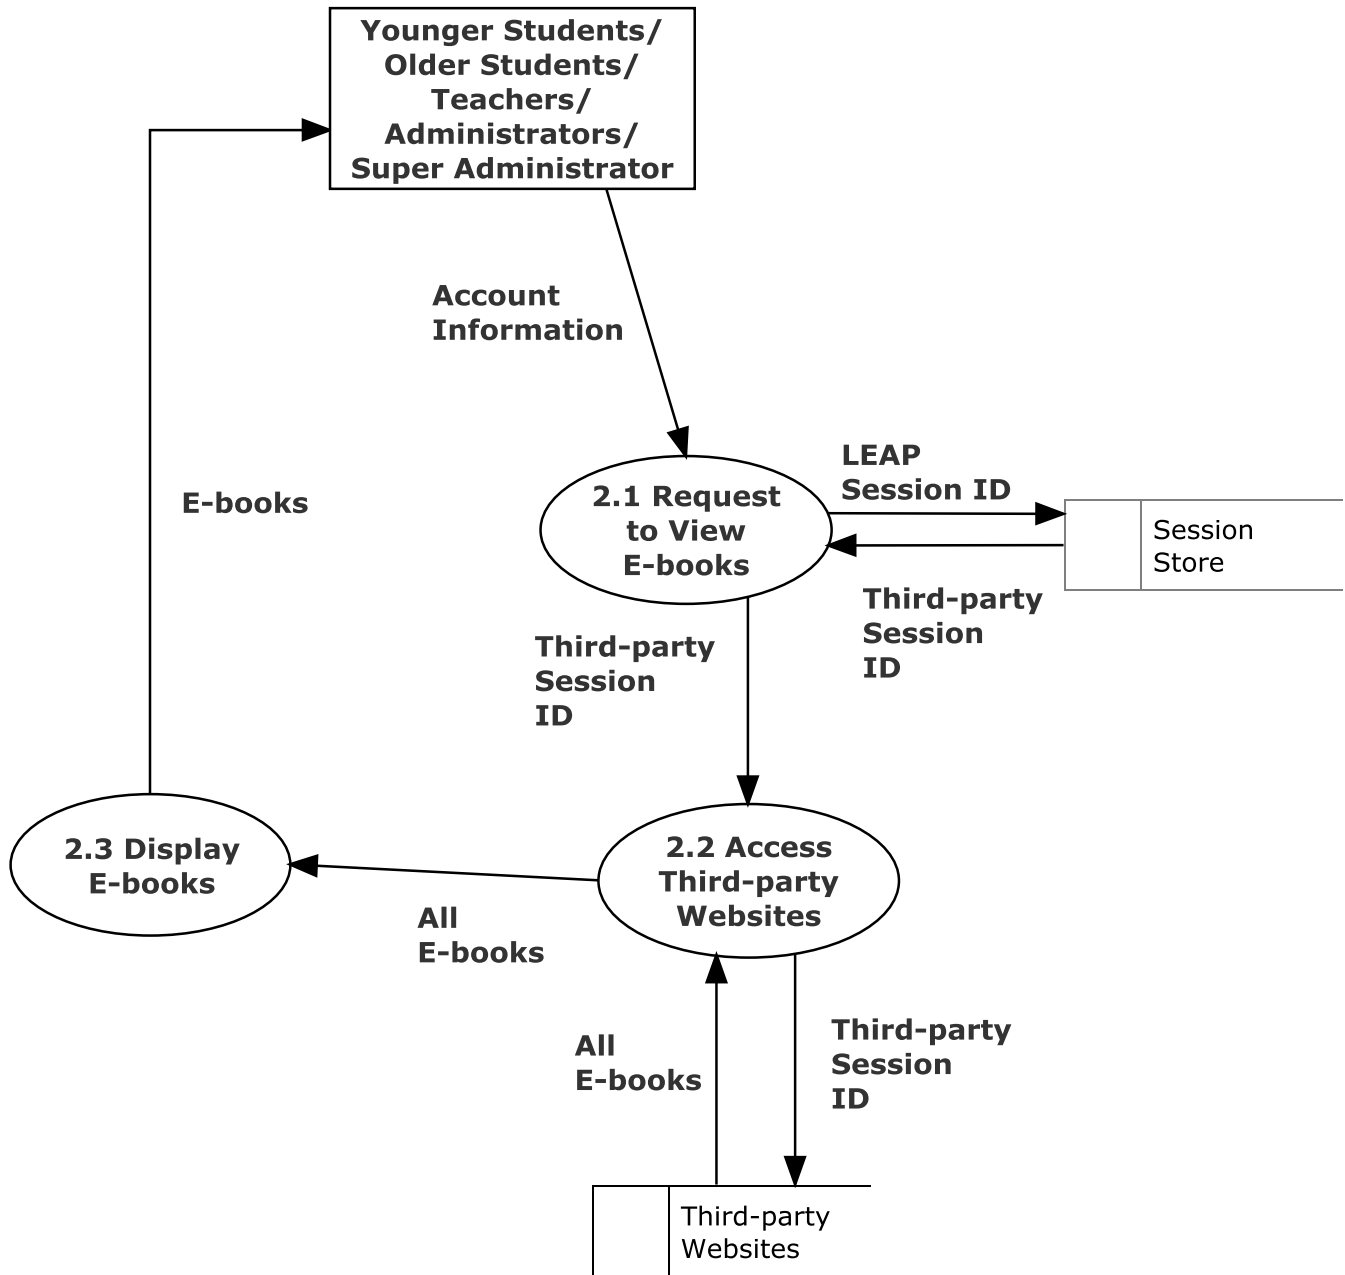 Younger Students/
Older Students/
Teachers/
Administrators/
Super Administrator
Account
Information
E-books
LEAP
Session ID
2.1 Request
to View
E-books
Session
Store
Third-party
Session
ID
Third-party
Session
ID
2.3 Display
E-books
2.2 Access
Third-party
Websites
All
E-books
All
E-books
Third-party
Session
ID
Third-party
Websites